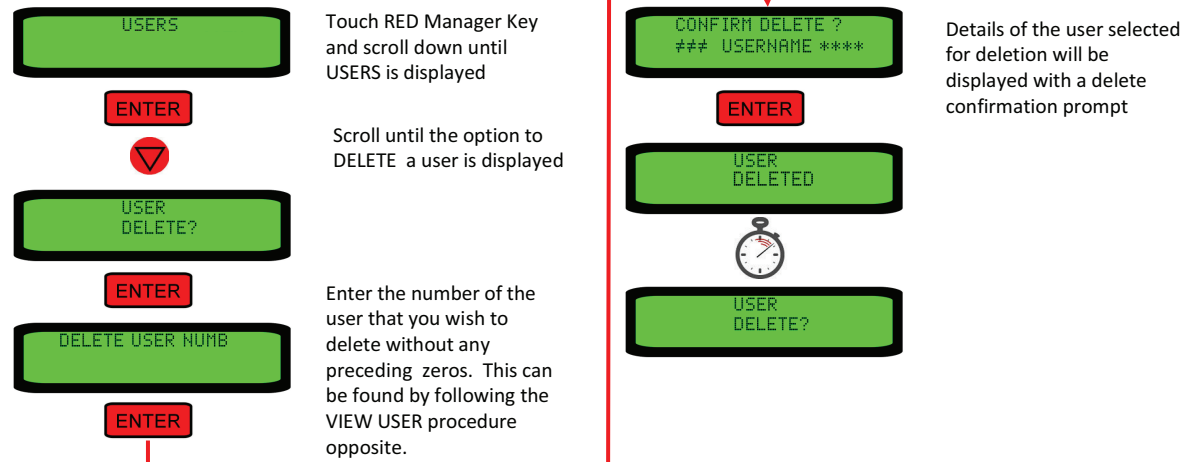 USERS
Touch RED Manager Key
and scroll down until
USERS is displayed
ENTER
Scroll until the option to
DELETE a user is displayed
USER
DELETE?
ENTER
DELETE USER NUMB
Enter the number of the
user that you wish to
delete without any
preceding zeros. This can
be found by following the
VIEW USER procedure
opposite.
ENTER
CONFIRM DELETE ?
≠≠≠ USERNAME ****
Details of the user selected
for deletion will be
displayed with a delete
confirmation prompt
ENTER
USER
DELETED
USER
DELETE?